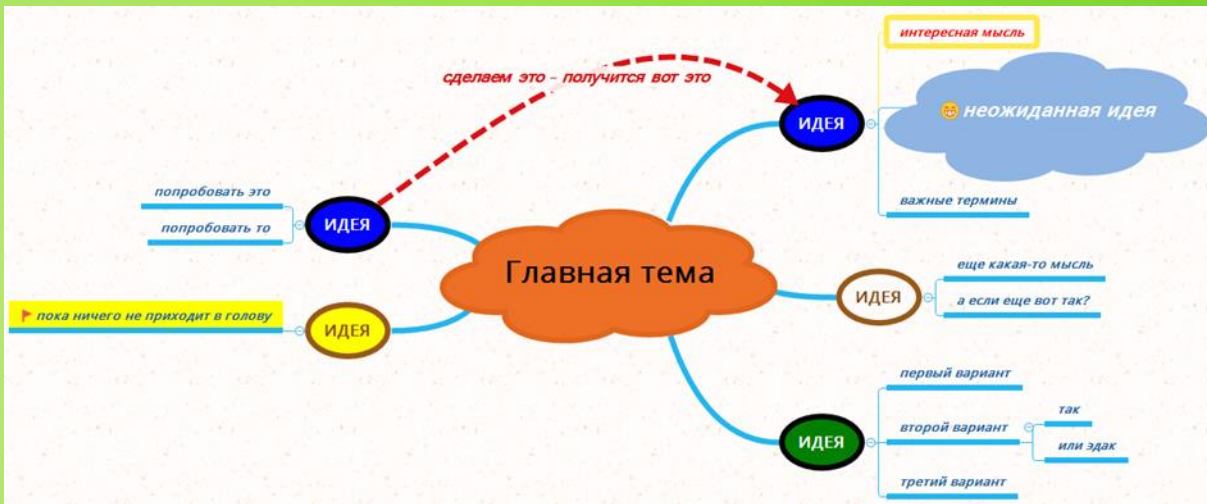 сделаем это - получится вот это
Главная тема
ИДЕЯ
интересная мысль
неожиданная идея
важные термины
ИДЕЯ
еще какая-то мысль
а если еще вот так?
ИДЕЯ
первый вариант
второй вариант
так
или эдак
третий вариант
ИДЕЯ
попробовать это
попробовать то
ИДЕЯ
пока ничего не приходит в голову